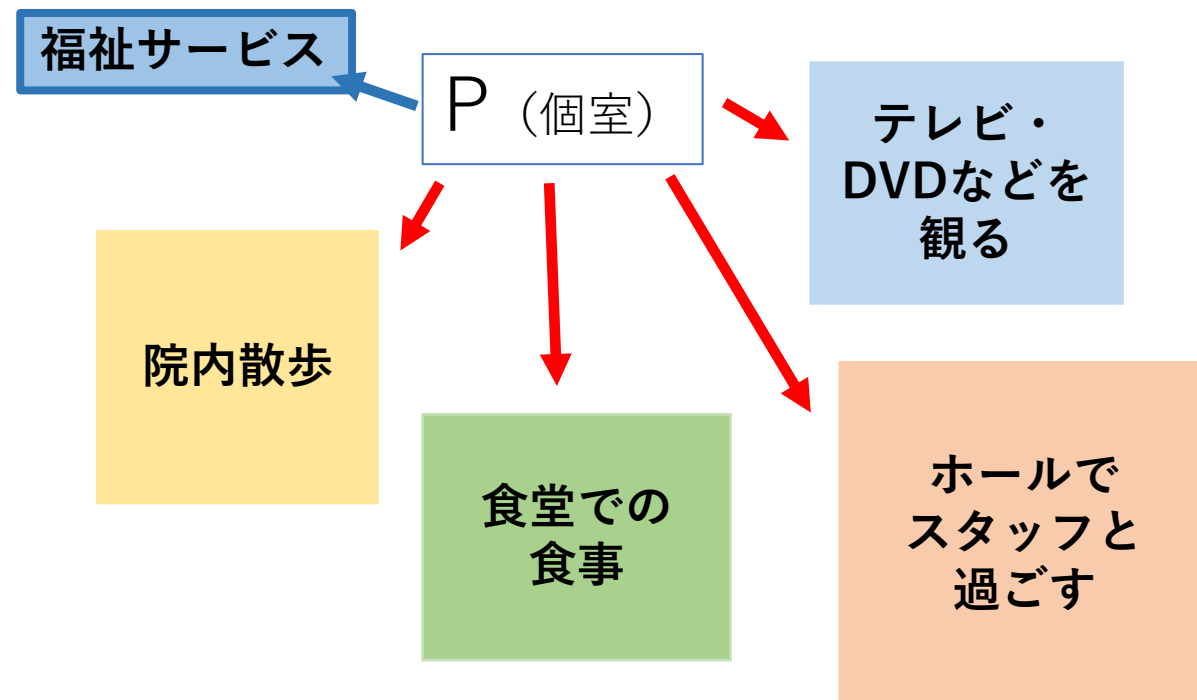 福祉サービス
P（個室）
テレビ・
DVDなどを
観る
院内散歩
食堂での
食事
ホールで
スタッフと
過ごす